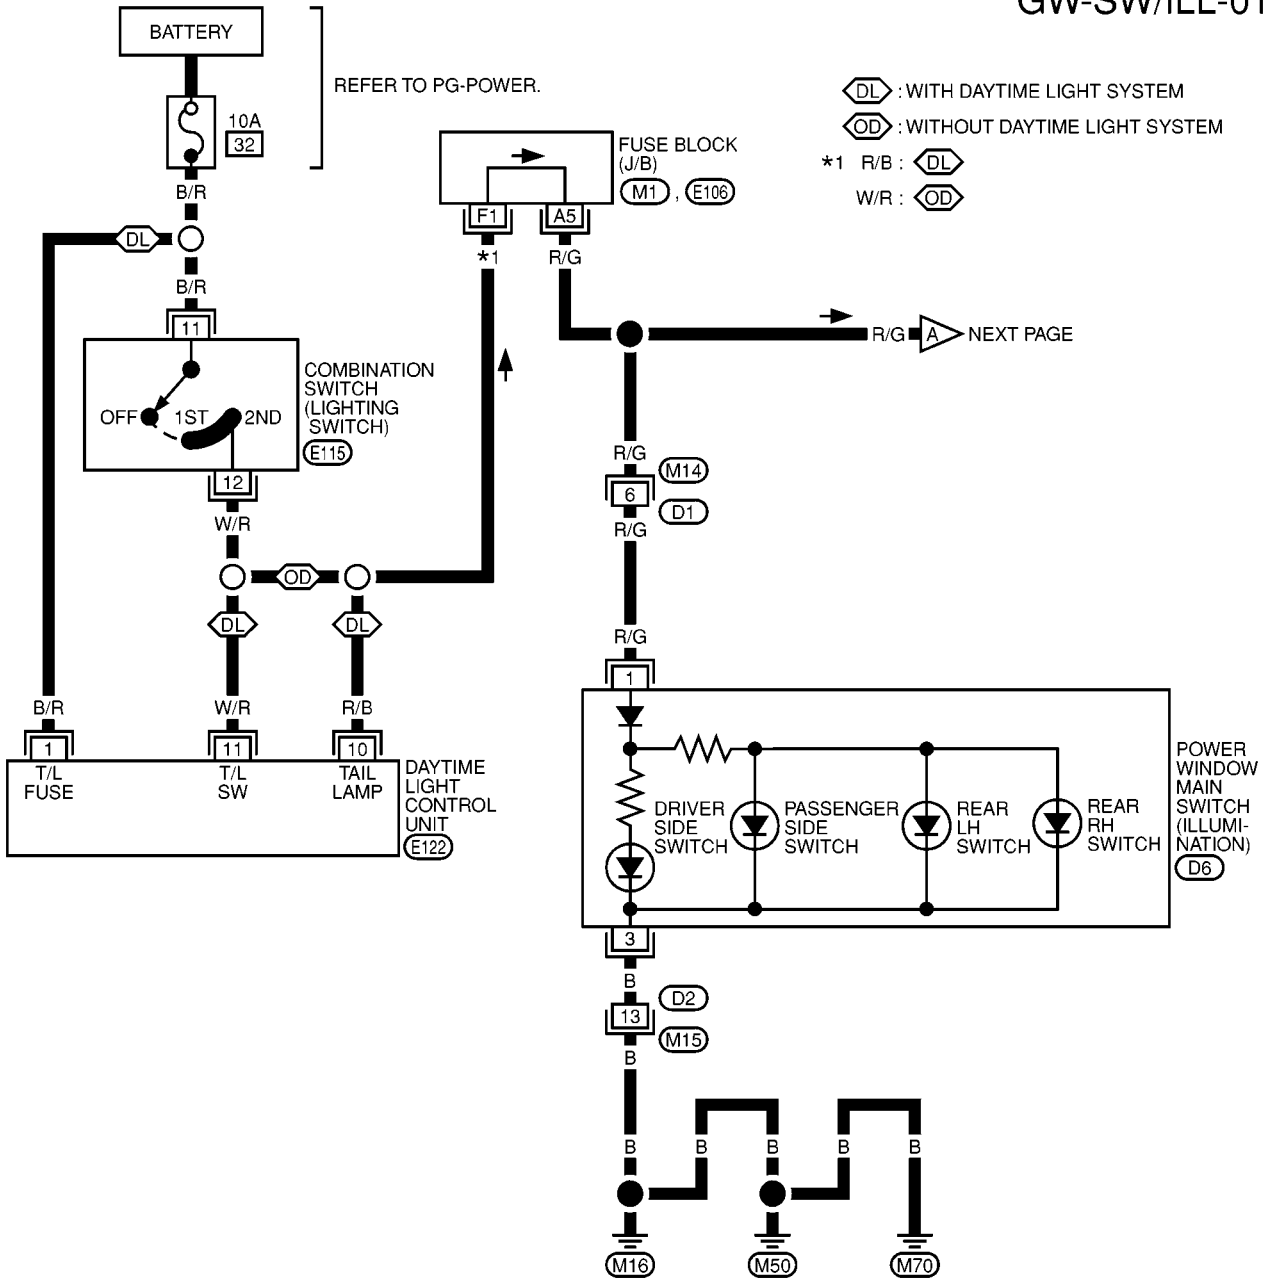 GW-SW/ILL-01
BATTERY
REFER TO PG-POWER.
10A
32
B/R
DL
B/R
11
COMBINATION
SWITCH
(LIGHTING
SWITCH)
E115
OFF 1ST 2ND
12
W/R
OD
DL
DL
B/R
W/R
R/B
1
11
10
T/L
FUSE
T/L
SW
TAIL
LAMP
DAYTIME
LIGHT
CONTROL
UNIT
E122
FUSE BLOCK
(J/B)
M1 , E106
F1
A5
*1
R/G
DL : WITH DAYTIME LIGHT SYSTEM
OD : WITHOUT DAYTIME LIGHT SYSTEM
*1 R/B : DL
W/R : OD
R/G A NEXT PAGE
R/G
M14
6
D1
R/G
R/G
1
DRIVER
SIDE
SWITCH
PASSENGER
SIDE
SWITCH
REAR
LH
SWITCH
REAR
RH
SWITCH
POWER
WINDOW
MAIN
SWITCH
(ILLUMI-
NATION)
D6
3
B
D2
13
M15
B
B
B
B
B
B
M16
M50
M70